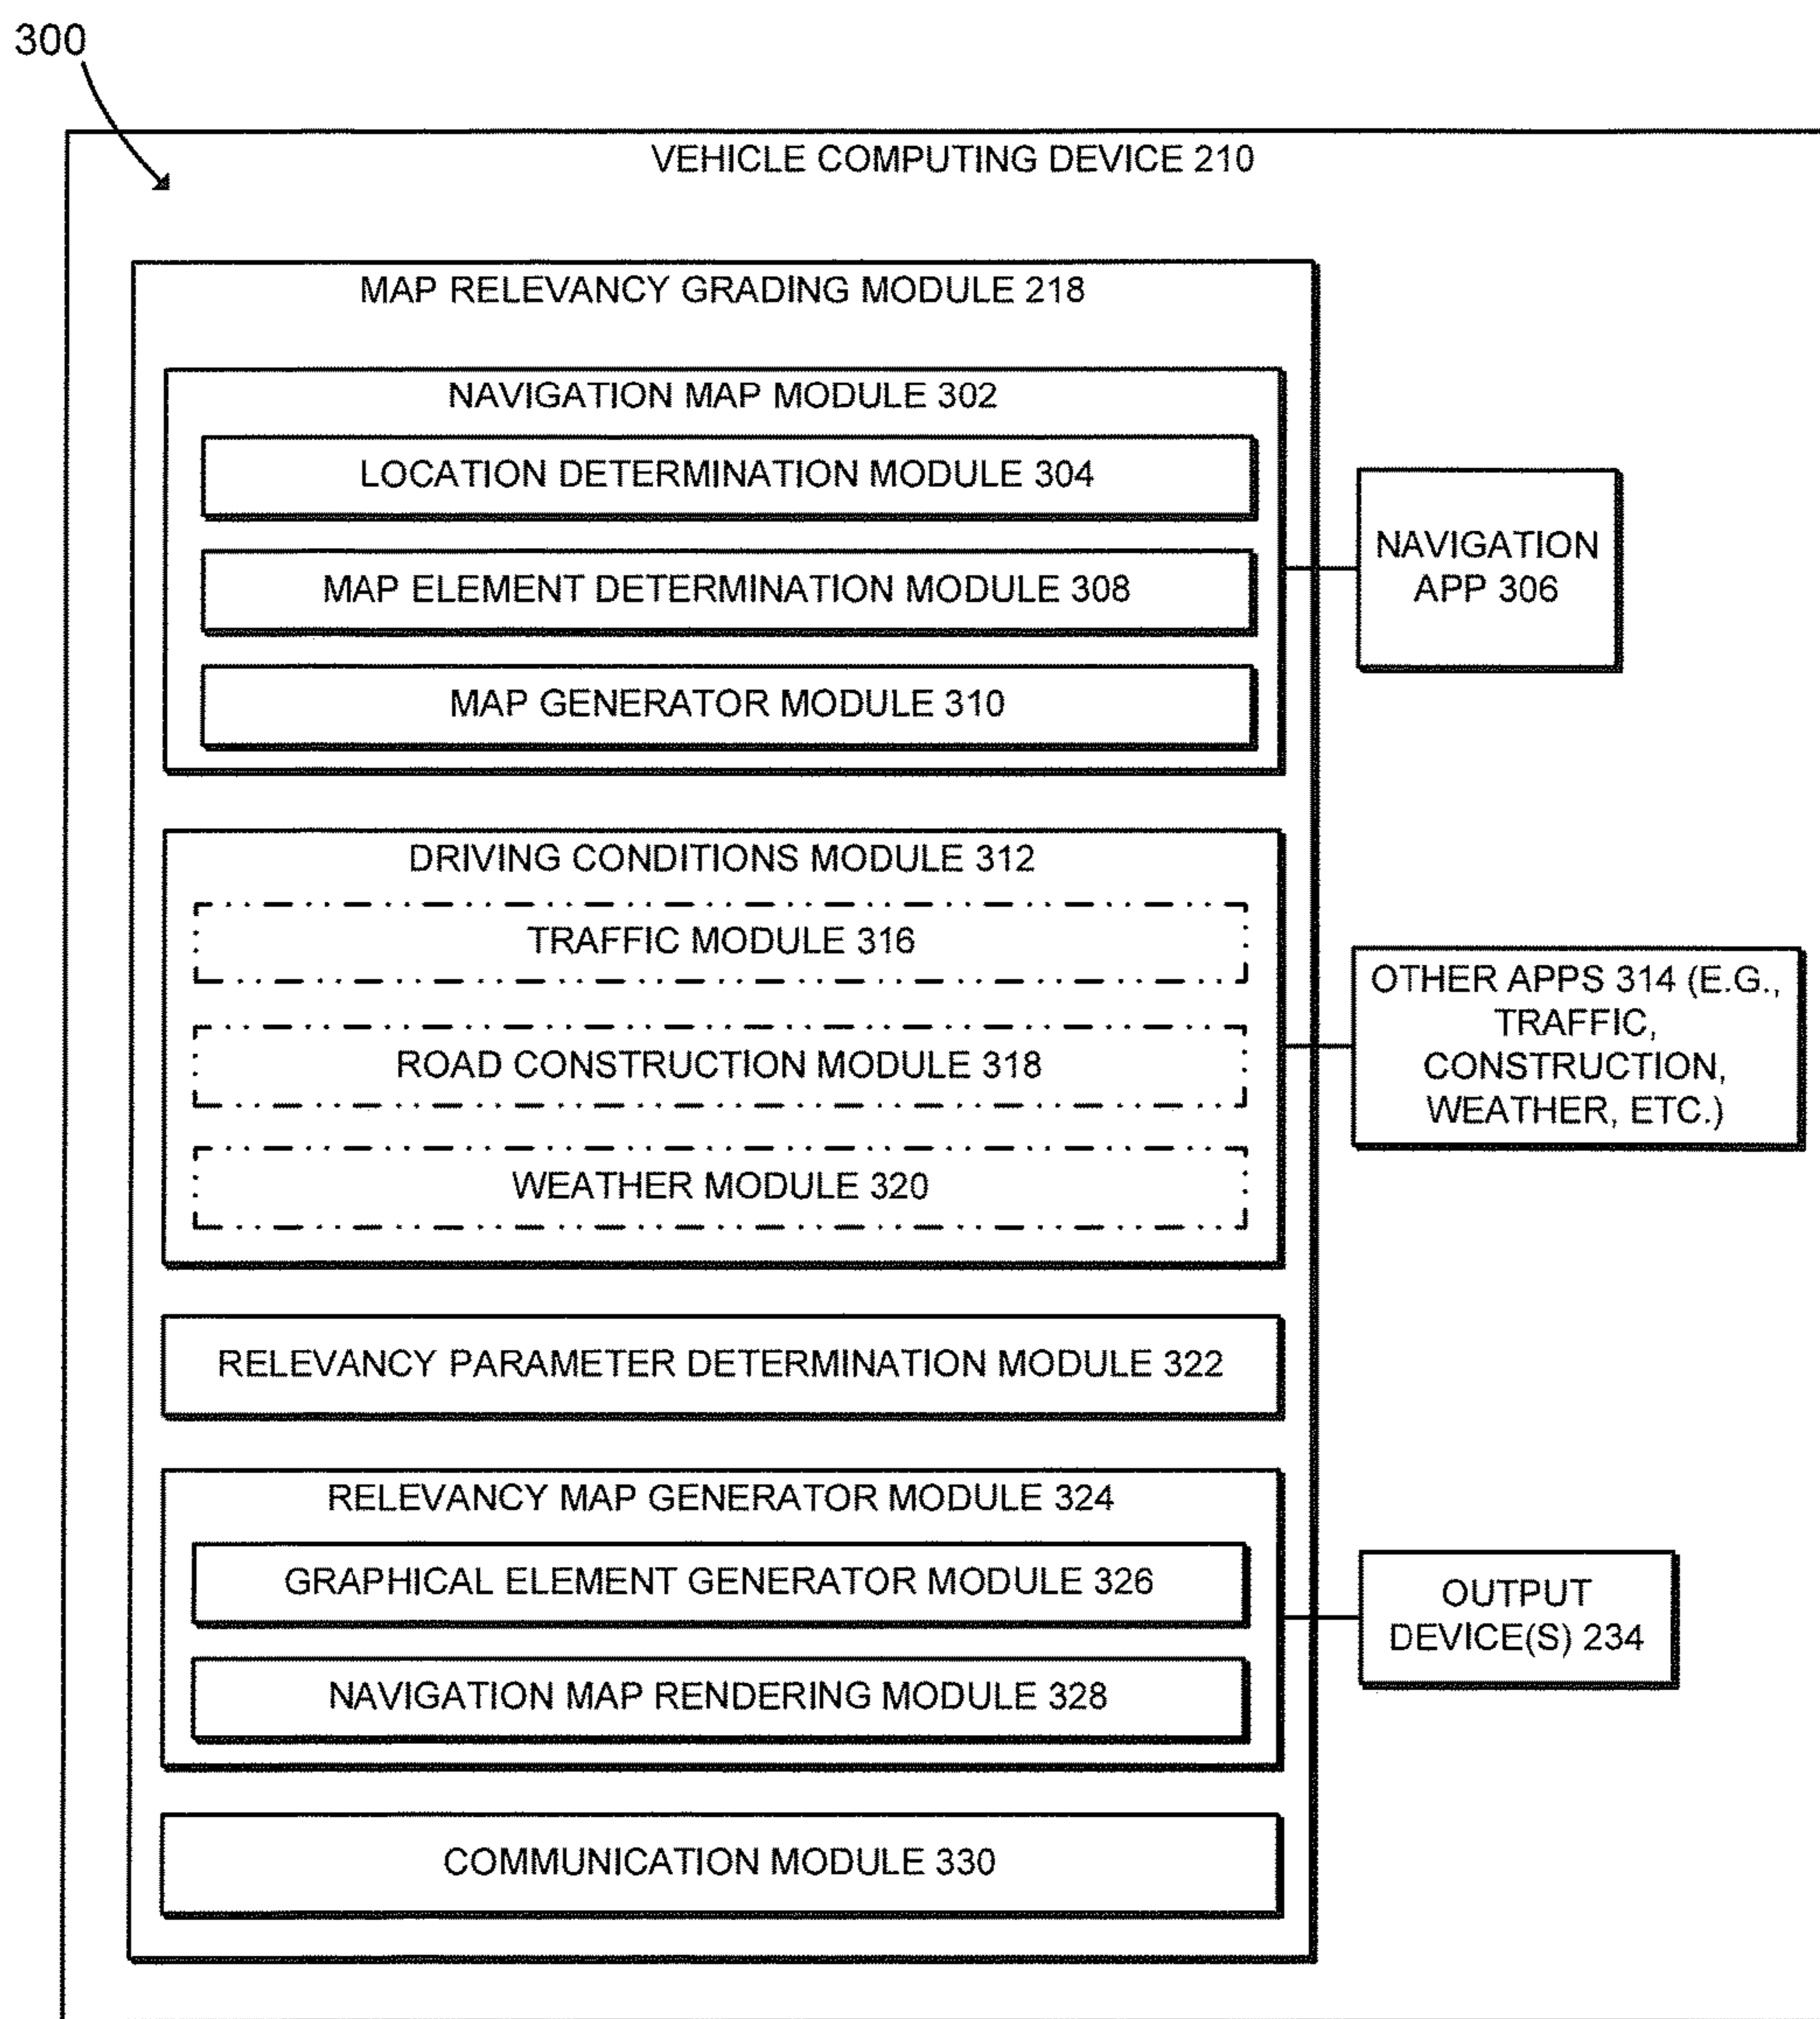 300
VEHICLE COMPUTING DEVICE 210
MAP RELEVANCY GRADING MODULE 218
NAVIGATION MAP MODULE 302
LOCATION DETERMINATION MODULE 304
MAP ELEMENT DETERMINATION MODULE 308
MAP GENERATOR MODULE 310
NAVIGATION
APP 306
DRIVING CONDITIONS MODULE 312
TRAFFIC MODULE 316
ROAD CONSTRUCTION MODULE 318
WEATHER MODULE 320
OTHER APPS 314 (E.G.,
TRAFFIC,
CONSTRUCTION,
WEATHER, ETC.)
RELEVANCY PARAMETER DETERMINATION MODULE 322
RELEVANCY MAP GENERATOR MODULE 324
GRAPHICAL ELEMENT GENERATOR MODULE 326
NAVIGATION MAP RENDERING MODULE 328
OUTPUT
DEVICE(S) 234
COMMUNICATION MODULE 330